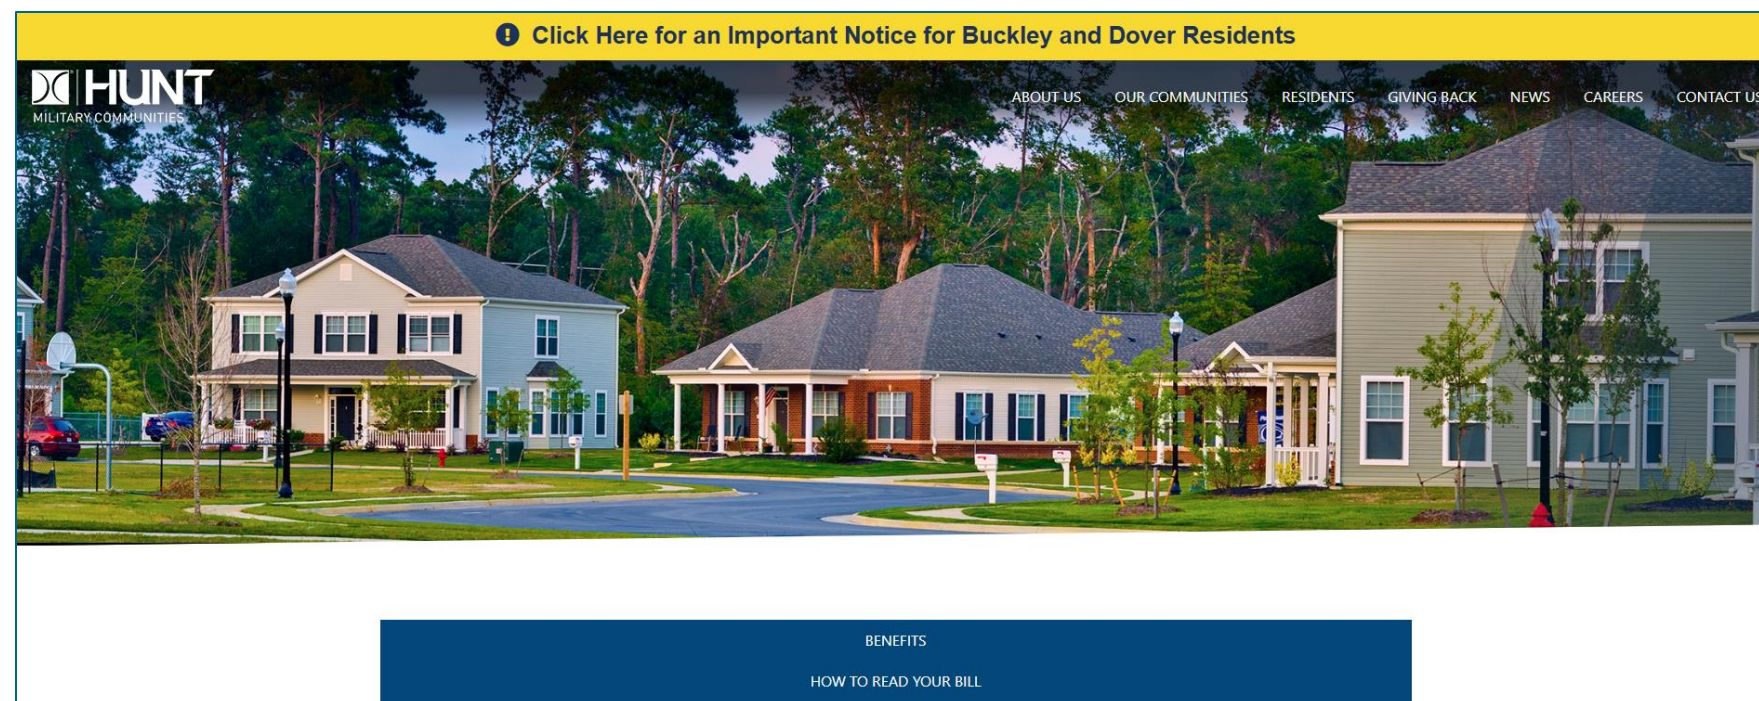 Click Here for an Important Notice for Buckley and Dover Residents
HUNT
MILITARY COMMUNITIES
ABOUT US OUR COMMUNITIES RESIDENTS GIVING BACK NEWS CAREERS CONTACT US
BENEFITS
HOW TO READ YOUR BILL